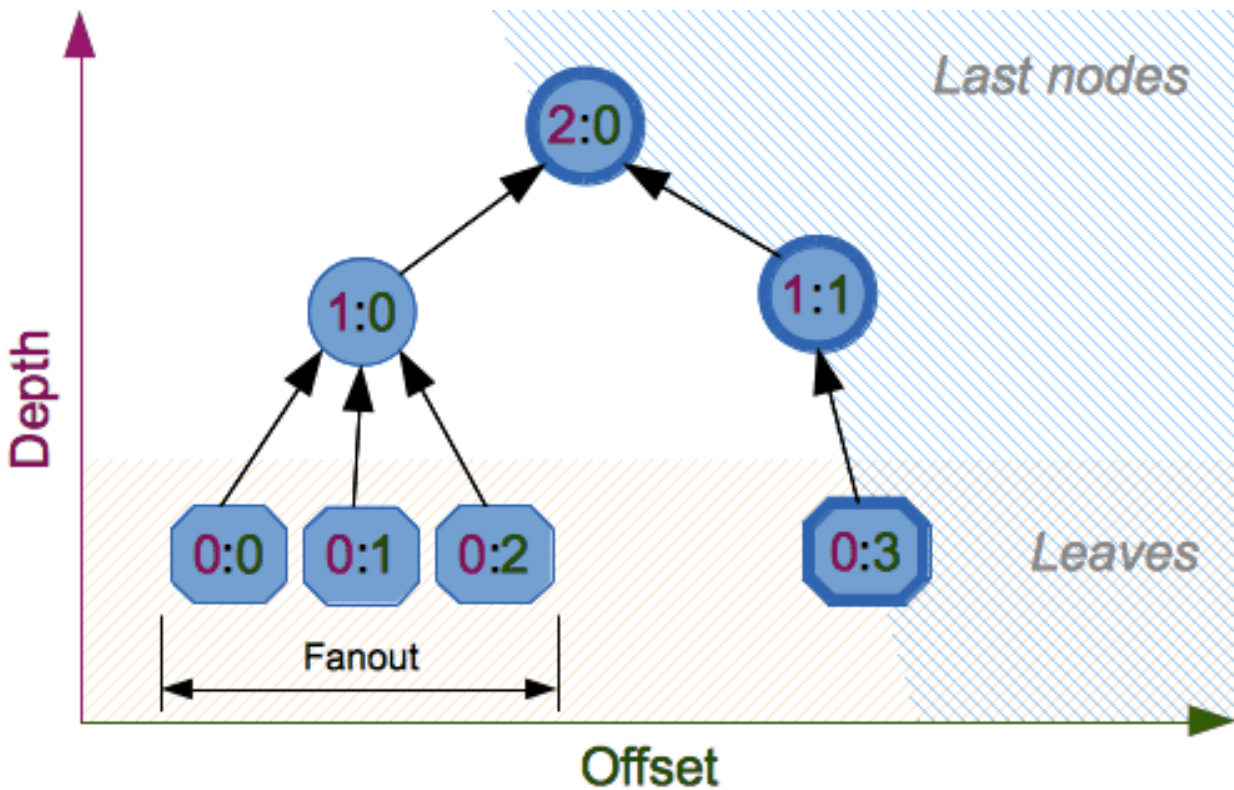 Last nodes
2:0
1:1
1:0
Depth
0:0 0:1 0:2 0:3
Leaves
Fanout
Offset